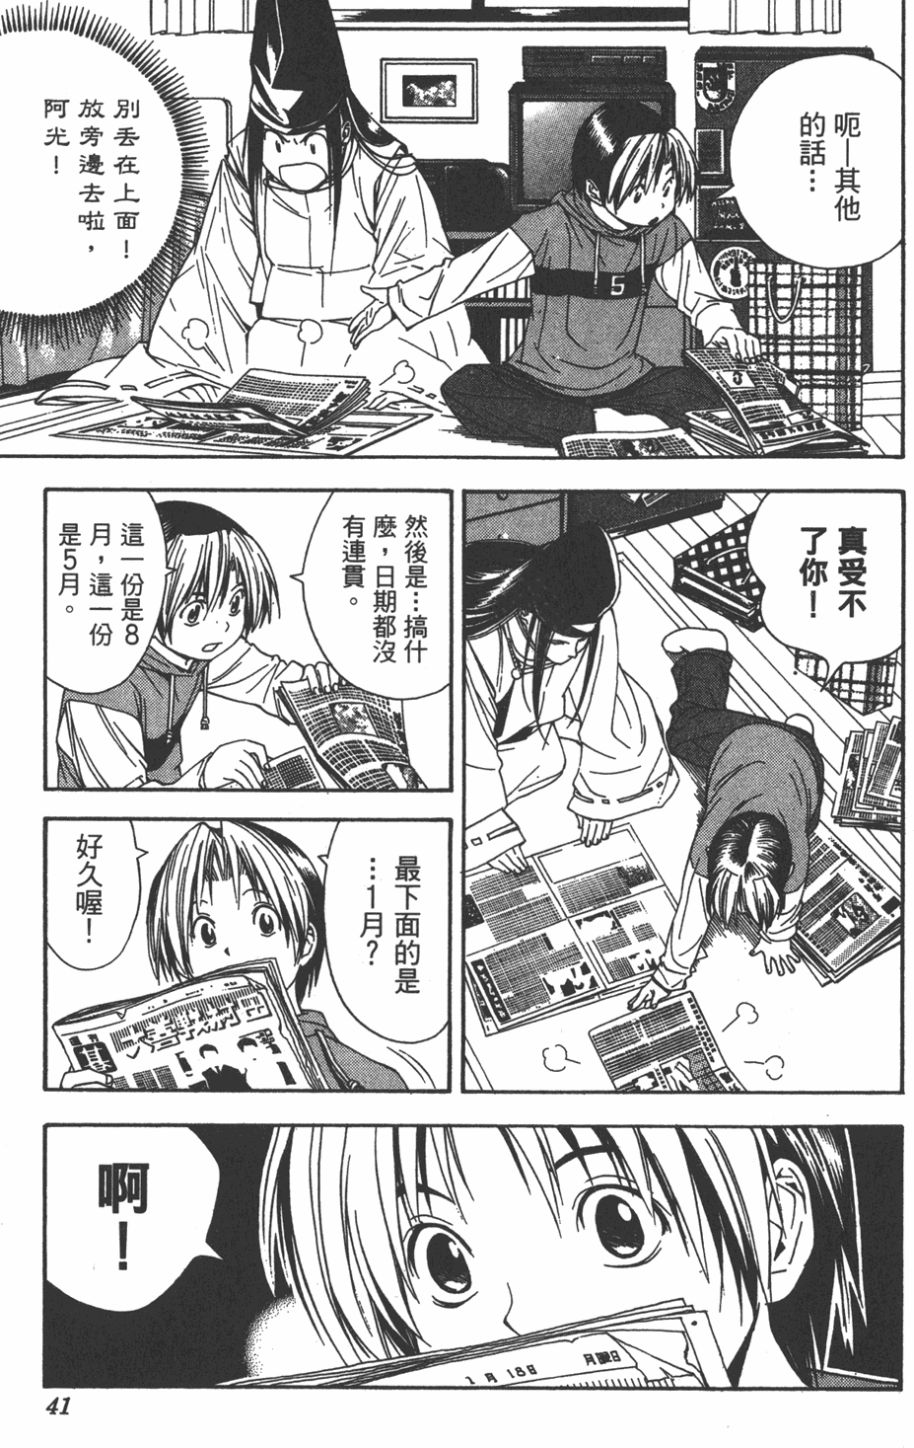 呃—其他
的話…
別丟在上面！
放旁邊去啦，
阿光！
5
真受不
了你！
然後是…搞什
麼，日期都沒
有連貫。
這一份是8
月，這一份
是5月。
最下面的是
…1月？
好久喔！
啊！
1月18日
41